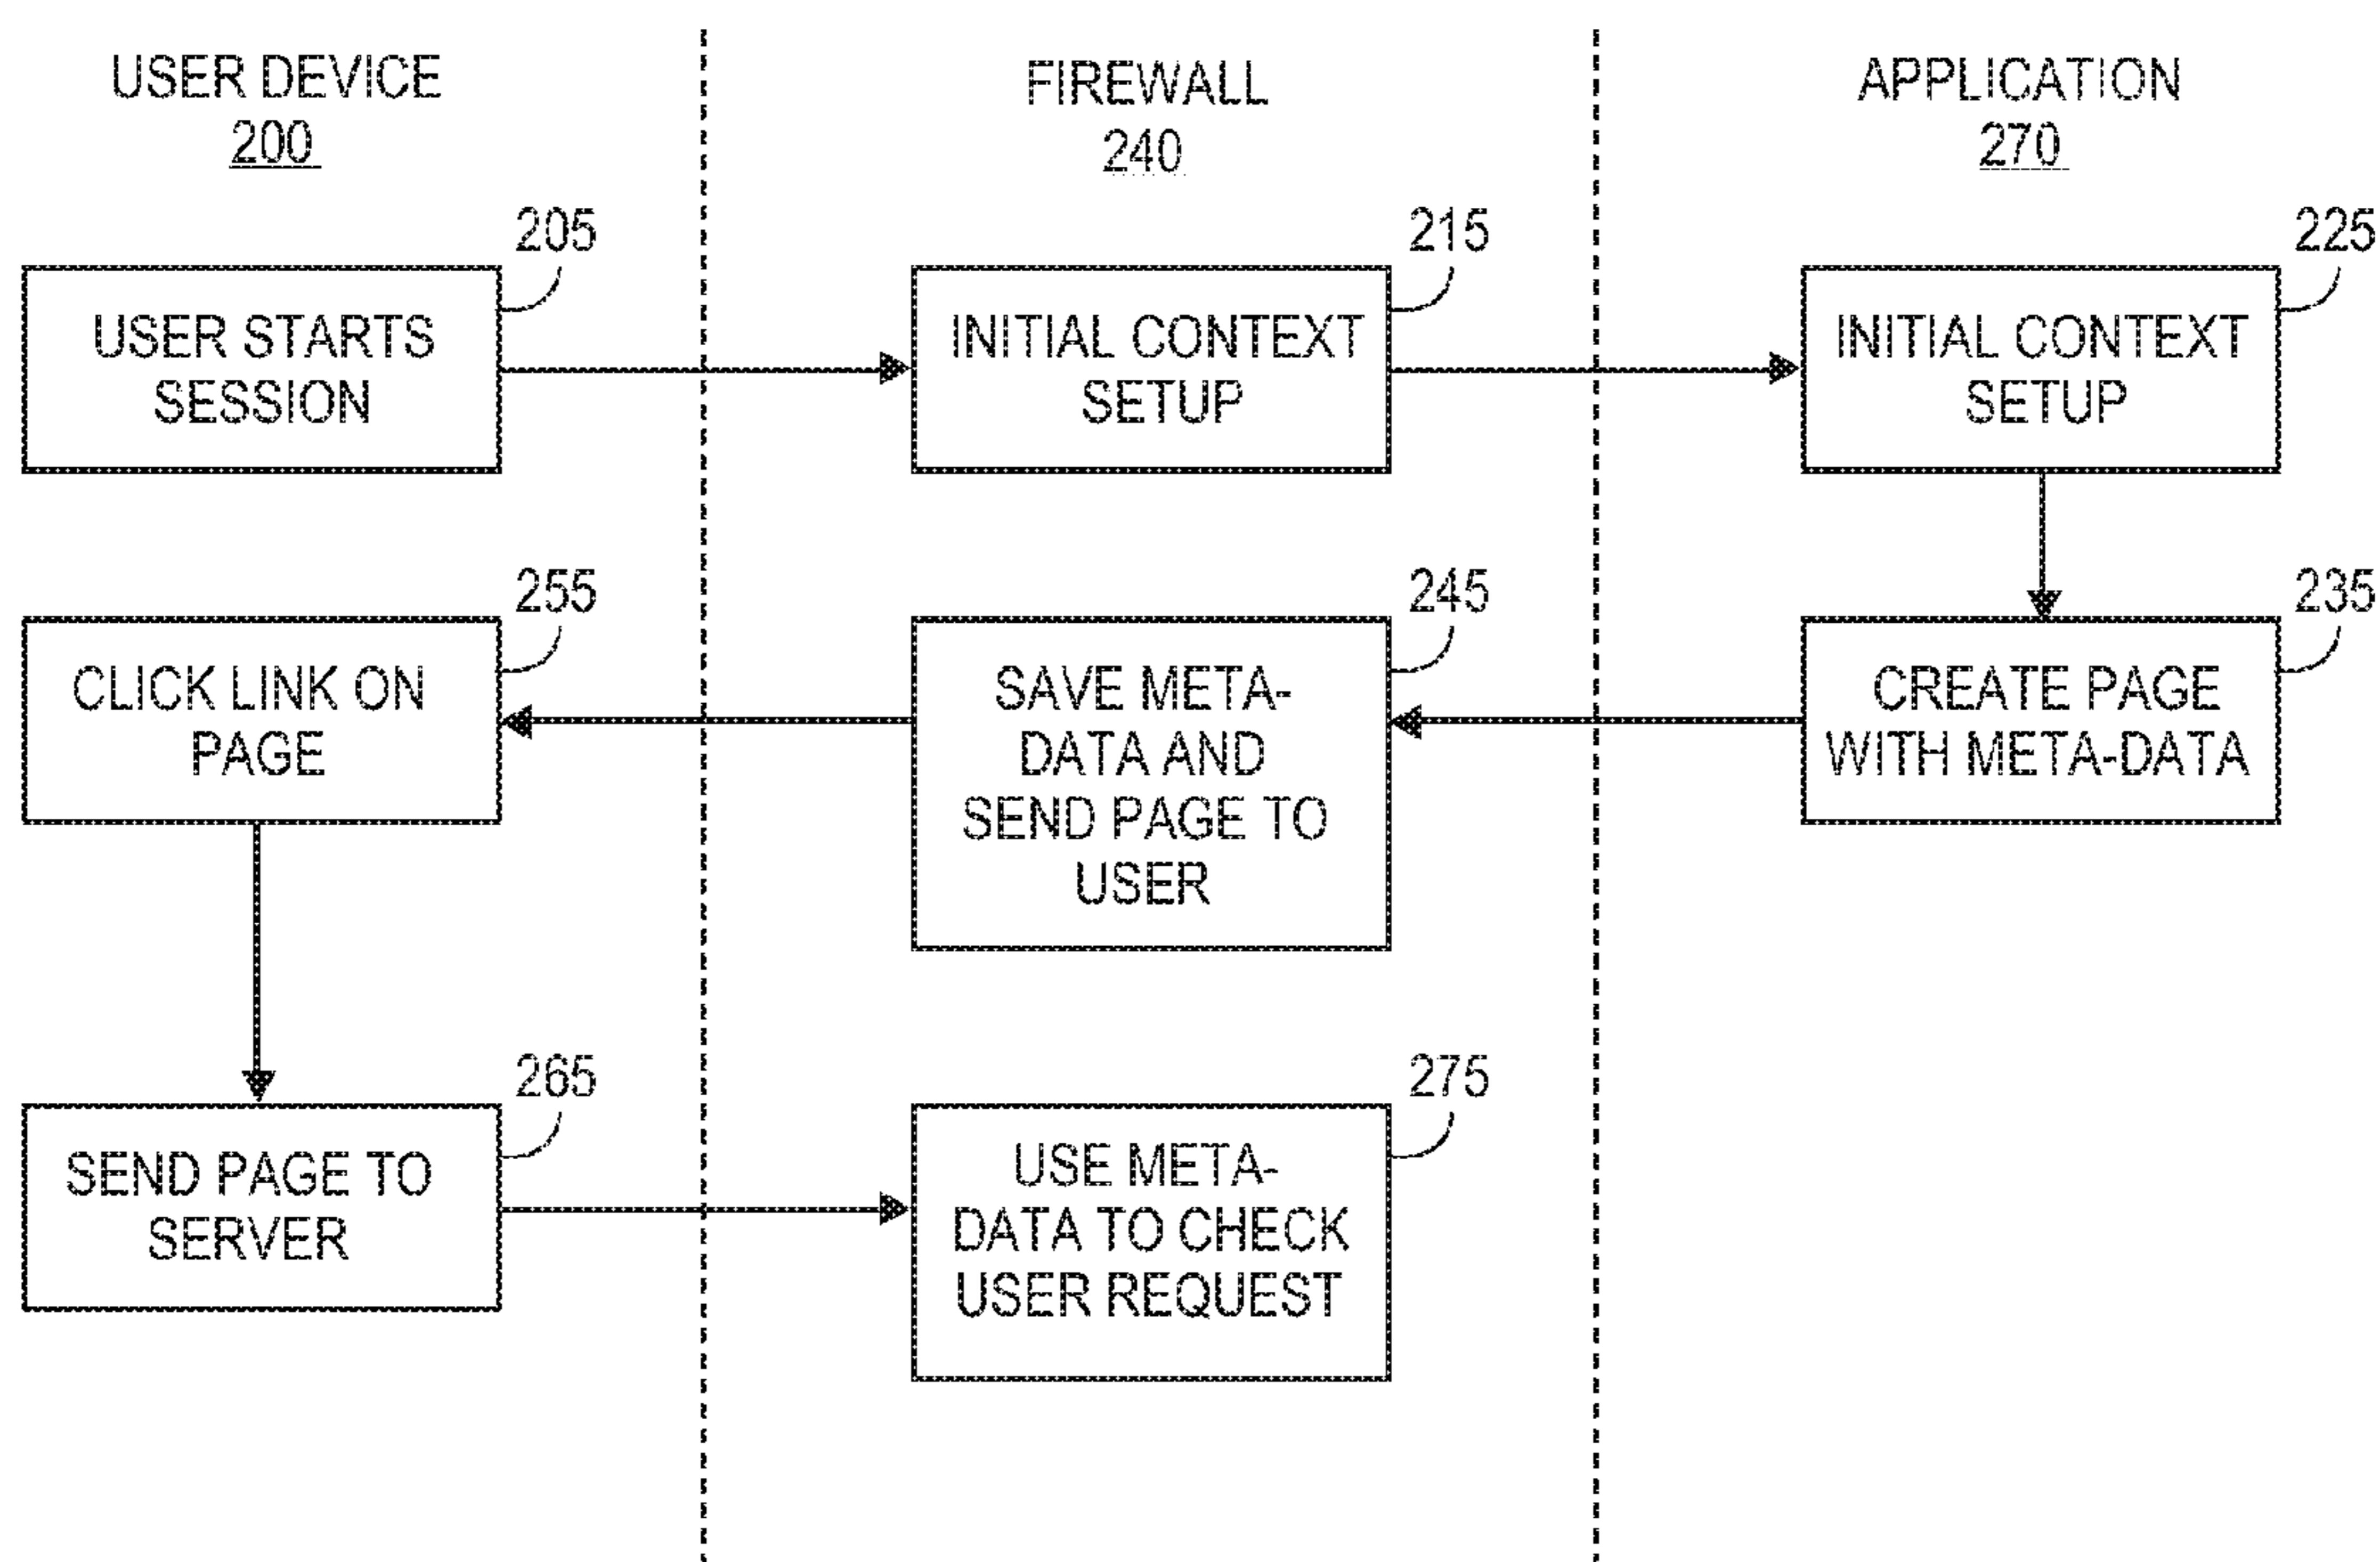 USER DEVICE
200
FIREWALL
240
APPLICATION
270
205
USER STARTS
SESSION
215
INITIAL CONTEXT
SETUP
225
INITIAL CONTEXT
SETUP
255
CLICK LINK ON
PAGE
245
SAVE META-
DATA AND
SEND PAGE TO
USER
235
CREATE PAGE
WITH META-DATA
265
SEND PAGE TO
SERVER
275
USE META-
DATA TO CHECK
USER REQUEST